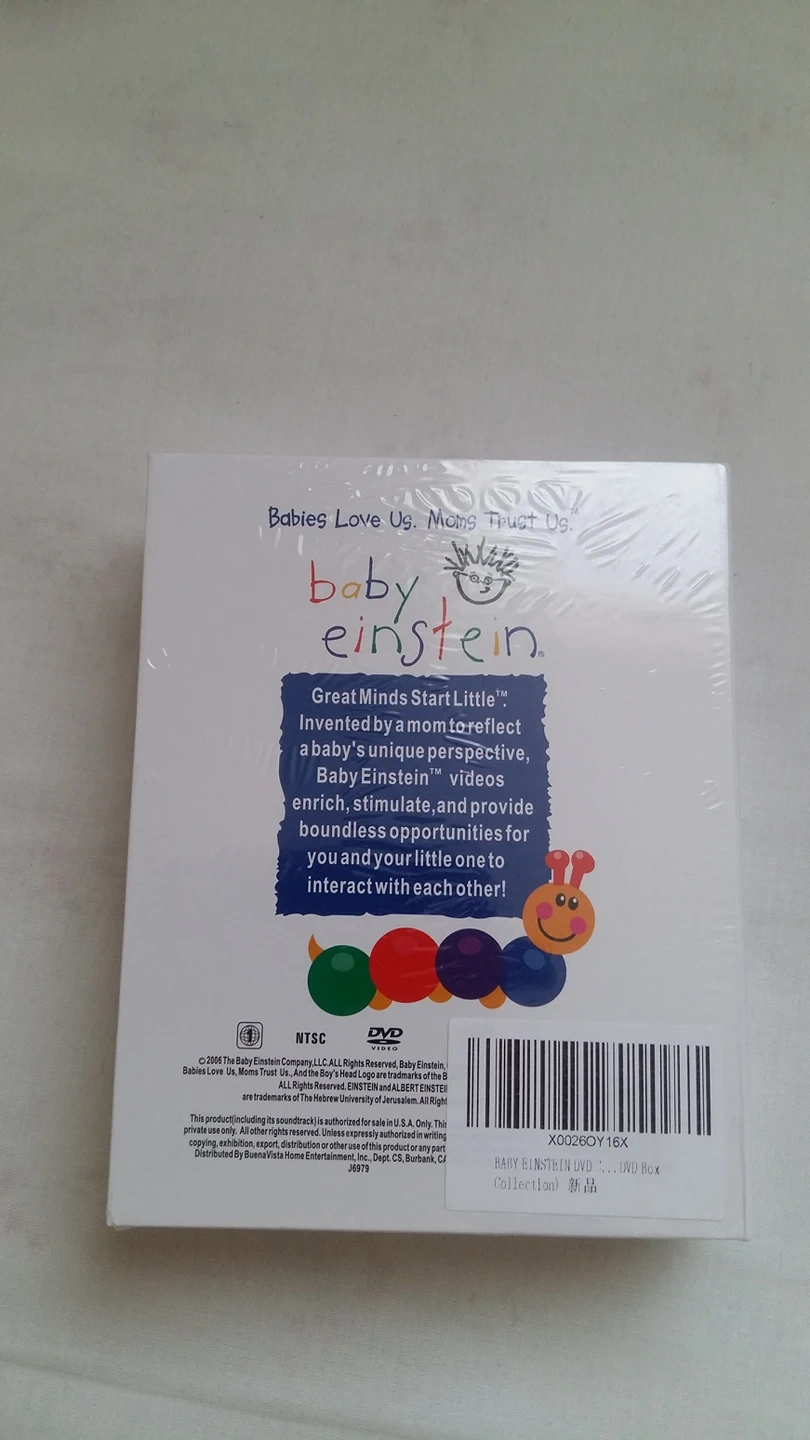 Babies Love Us. Moms Trust Us.™
baby
einstein®
Great Minds Start Little™.
Invented by a mom to reflect
a baby's unique perspective,
Baby Einstein™ videos
enrich, stimulate,and provide
boundless opportunities for
you and your little one to
interact with each other!
1
NTSC
DVD
VIDEO
© 2006 The Baby Einstein Company,LLC.ALL Rights Reserved, Baby Einstein,
Babies Love Us, Moms Trust Us., And the Boy's Head Logo are trademarks of the B
ALL Rights Reserved. EINSTEIN and ALBERT EINSTEI
are trademarks of The Hebrew University of Jerusalem. All Righ
This product(including its soundtrack) is authorized for sale in U.S.A. Only. This
private use only. All other rights reserved. Unless expressly authorized in writing
copying, exhibition, export, distribution or other use of this product or any part
Distributed By BuenaVista Home Entertainment, Inc., Dept. CS, Burbank, CA
J6979
X0026OY16X
BABY EINSTEIN DVD '... DVD Box
Collection) 新品